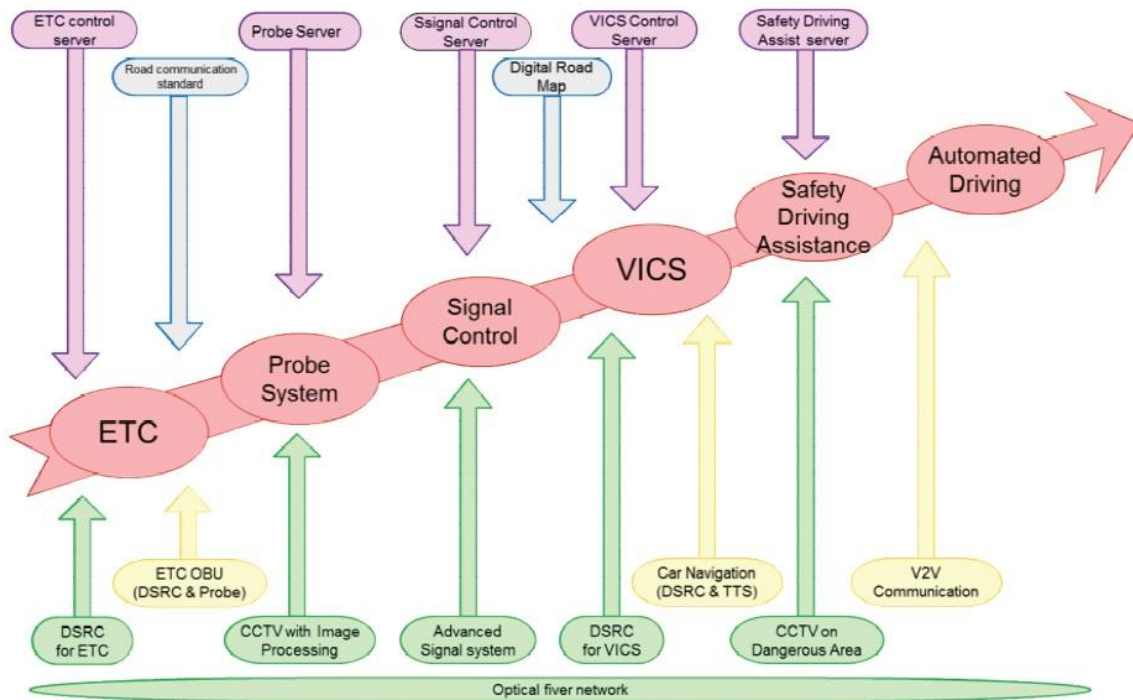 ETC control
server
Probe Server
Ssignal Control
Server
VICS Control
Server
Safety Driving
Assist server
Road communication
standard
Digital Road
Map
Automated
Driving
Safety
Driving
Assistance
VICS
Signal
Control
Probe
System
ETC
ETC OBU
(DSRC & Probe)
Car Navigation
(DSRC & TTS)
V2V
Communication
DSRC
for ETC
CCTV with Image
Processing
Advanced
Signal system
DSRC
for VICS
CCTV on
Dangerous Area
Optical fiver network